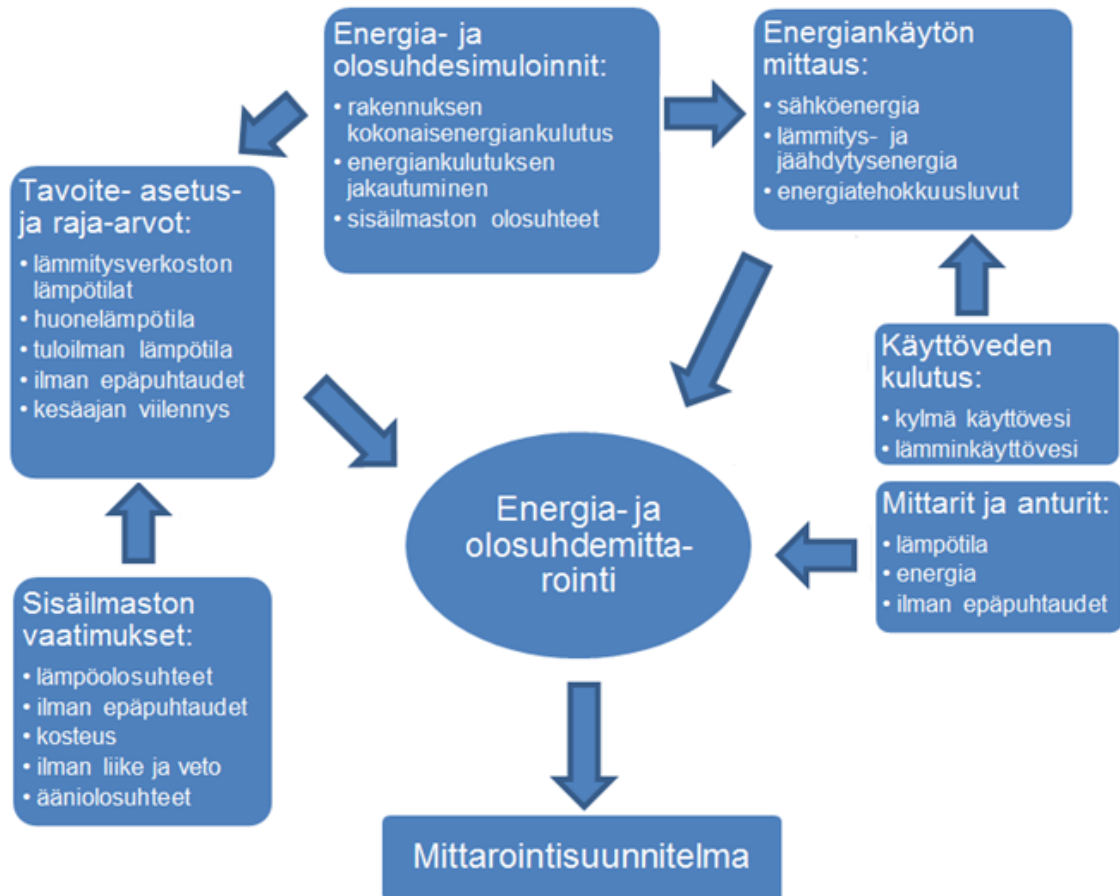 Energia- ja
olosuhdesimuloinnit:
• rakennuksen
kokonaisenergiankulutus
• energiankulutuksen
jakautuminen
• sisäilmaston olosuhteet
Energiankäytön
mittaus:
• sähköenergia
• lämmitys- ja
jäähdytysenergia
• energiatehokkuusluvut
Tavoite- asetus-
ja raja-arvot:
• lämmitysverkoston
lämpötilat
• huonelämpötila
• tuloilman lämpötila
• ilman epäpuhtaudet
• kesäajan viilennys
Käyttöveden
kulutus:
• kylmä käyttövesi
• lämminkäyttövesi
Energia- ja
olosuhdemitta-
rointi
Mittarit ja anturit:
• lämpötila
• energia
• ilman epäpuhtaudet
Sisäilmaston
vaatimukset:
• lämpöolosuhteet
• ilman epäpuhtaudet
• kosteus
• ilman liike ja veto
• ääniolosuhteet
Mittarointisuunnitelma